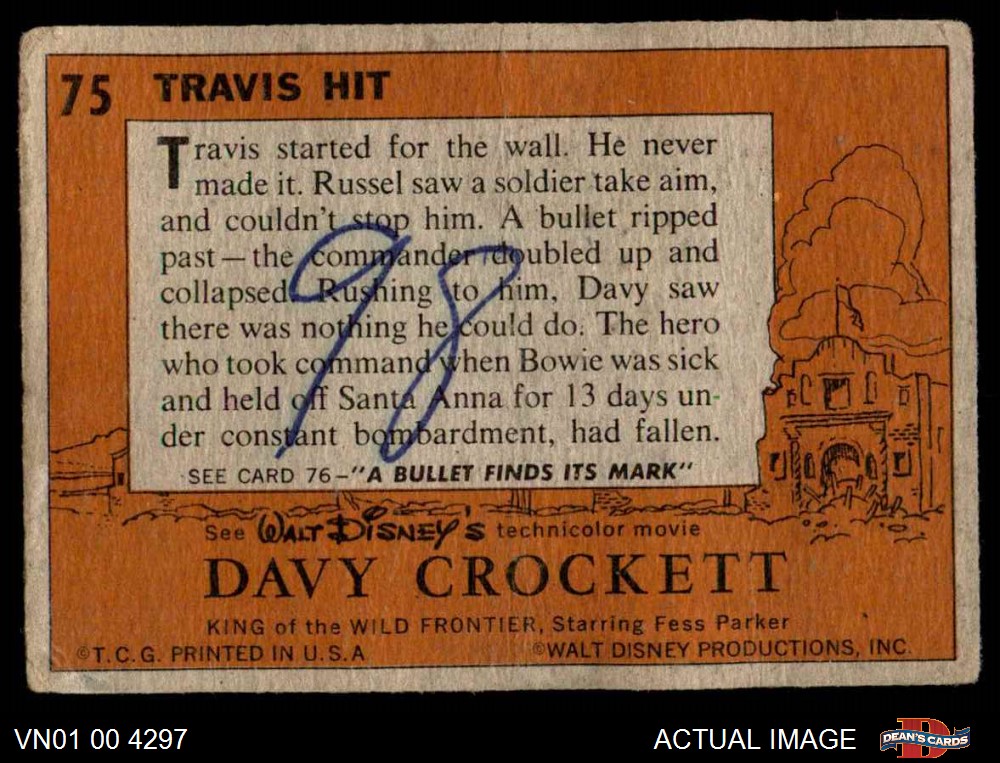 75 TRAVIS HIT
Travis started for the wall. He never
made it. Russel saw a soldier take aim,
and couldn't stop him. A bullet ripped
past—the commander doubled up and
collapsed. Rushing to him, Davy saw
there was nothing he could do. The hero
who took command when Bowie was sick
and held off Santa Anna for 13 days un-
der constant bombardment, had fallen.
98
SEE CARD 76—"A BULLET FINDS ITS MARK"
See WALT DISNEY'S technicolor movie
DAVY CROCKETT
KING of the WILD FRONTIER, Starring Fess Parker
©T.C.G. PRINTED IN U.S.A ©WALT DISNEY PRODUCTIONS, INC.
VN01 00 4297 ACTUAL IMAGE D DEAN'S CARDS